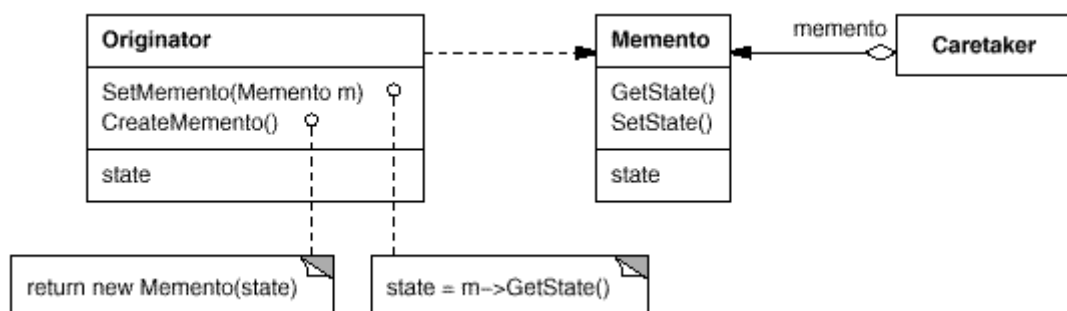 Originator
SetMemento(Memento m)
CreateMemento()
state
Memento
GetState()
SetState()
state
memento
Caretaker
return new Memento(state)
state = m->GetState()